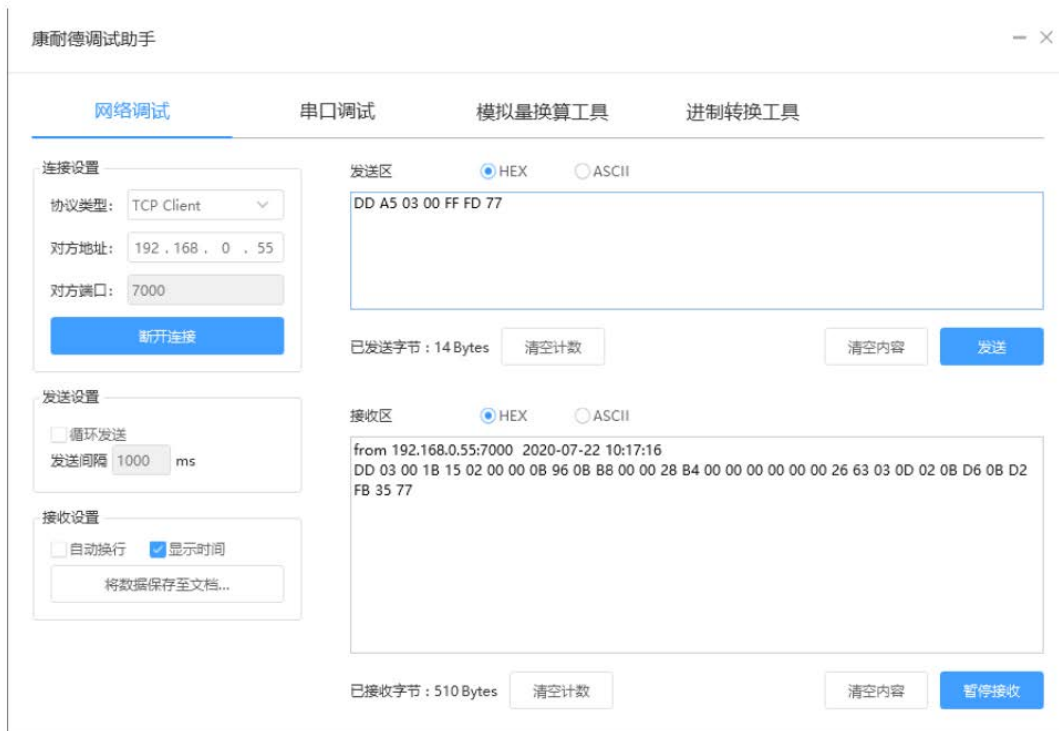 康耐德调试助手
网络调试
串口调试
模拟量换算工具
进制转换工具
连接设置
协议类型: TCP Client
对方地址: 192 . 168 . 0 . 55
对方端口: 7000
断开连接
发送设置
循环发送
发送间隔 1000 ms
接收设置
自动换行 显示时间
将数据保存至文档...
发送区 HEX ASCII
DD A5 03 00 FF FD 77
已发送字节 : 14 Bytes 清空计数 清空内容 发送
接收区 HEX ASCII
from 192.168.0.55:7000 2020-07-22 10:17:16
DD 03 00 1B 15 02 00 00 0B 96 0B B8 00 00 28 B4 00 00 00 00 00 00 26 63 03 0D 02 0B D6 0B D2
FB 35 77
已接收字节 : 510 Bytes 清空计数 清空内容 暂停接收